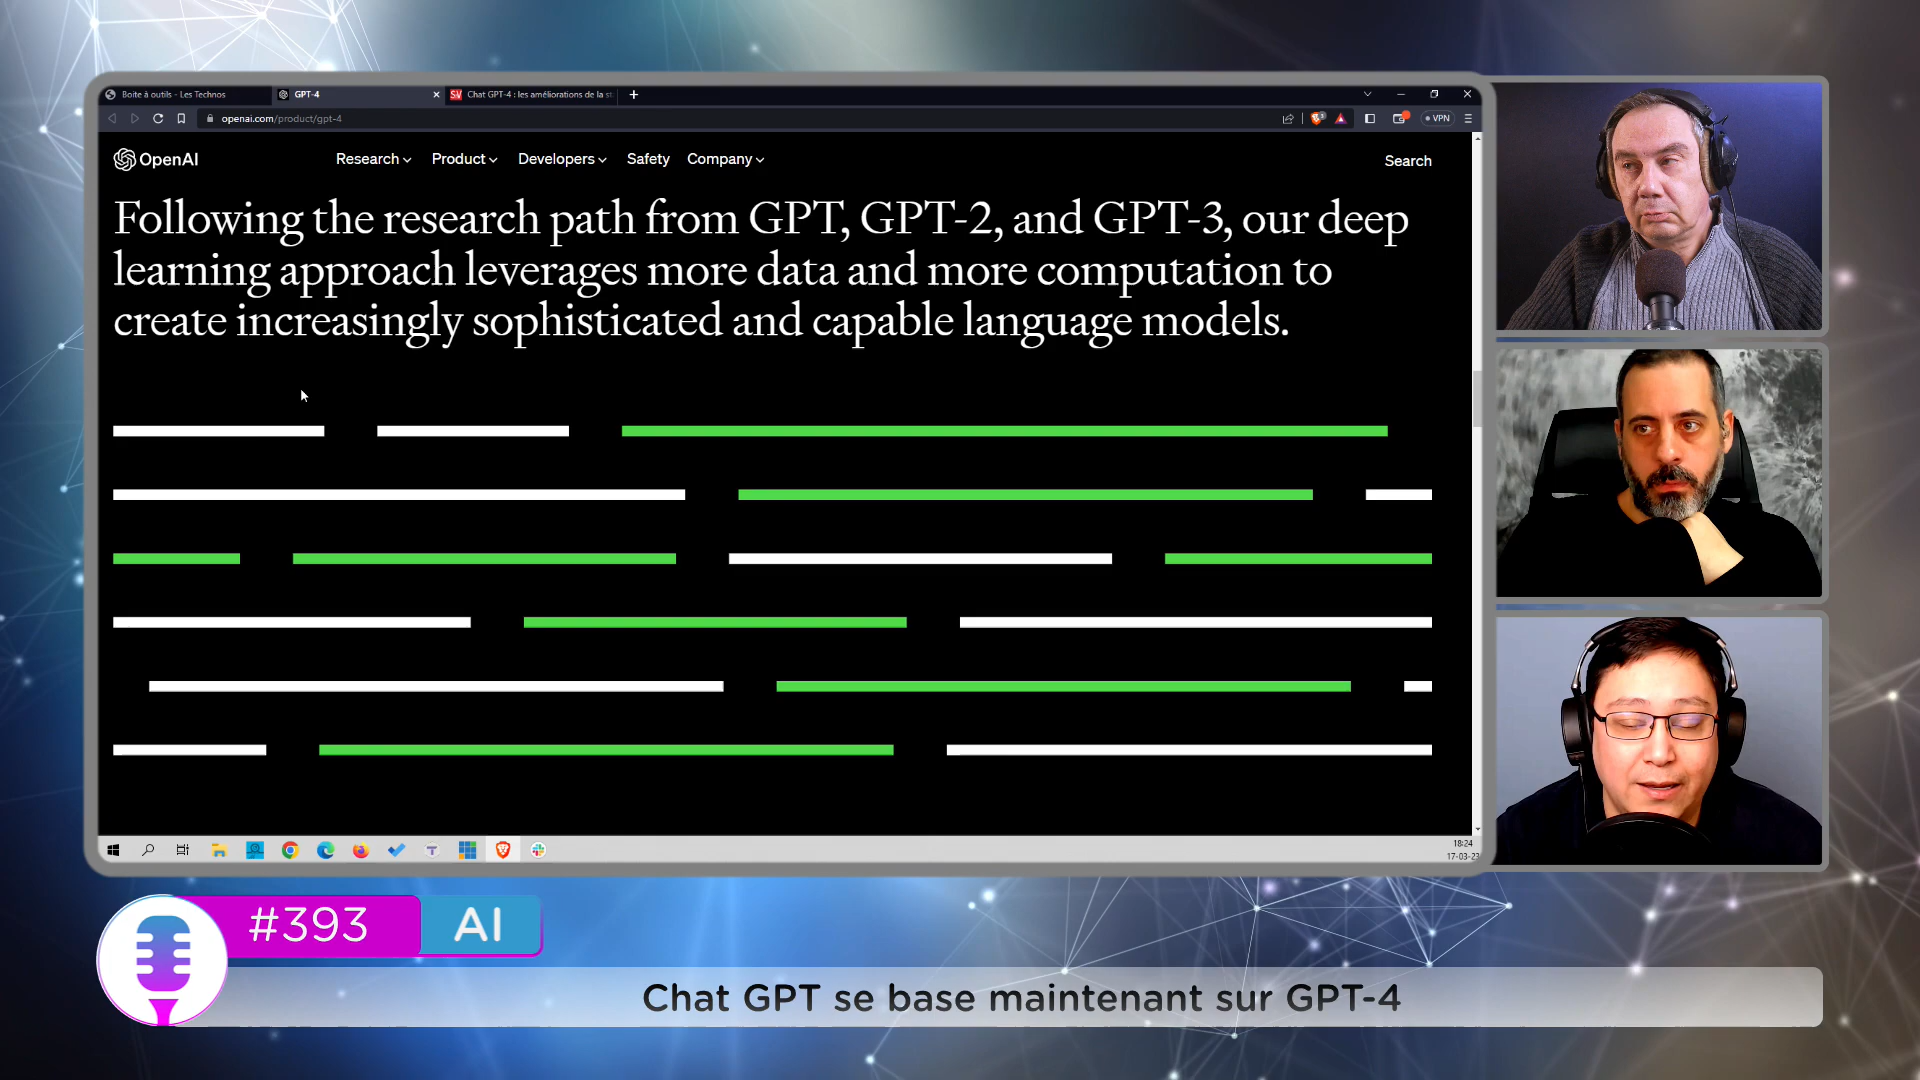 Boite à outils - Les Technos
GPT-4
SV
Chat GPT-4 : les améliorations de la st
openai.com/product/gpt-4
VPN
OpenAI
Research
Product
Developers
Safety
Company
Search
Following the research path from GPT, GPT-2, and GPT-3, our deep
learning approach leverages more data and more computation to
create increasingly sophisticated and capable language models.
18:24
17-03-23
#393
AI
Chat GPT se base maintenant sur GPT-4